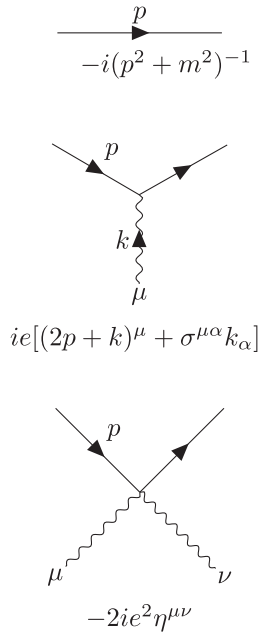 p
−i(p² + m²)⁻¹
p
k
μ
ie[(2p + k)^μ + σ^{μα}k_α]
p
μ ν
−2ie²η^{μν}